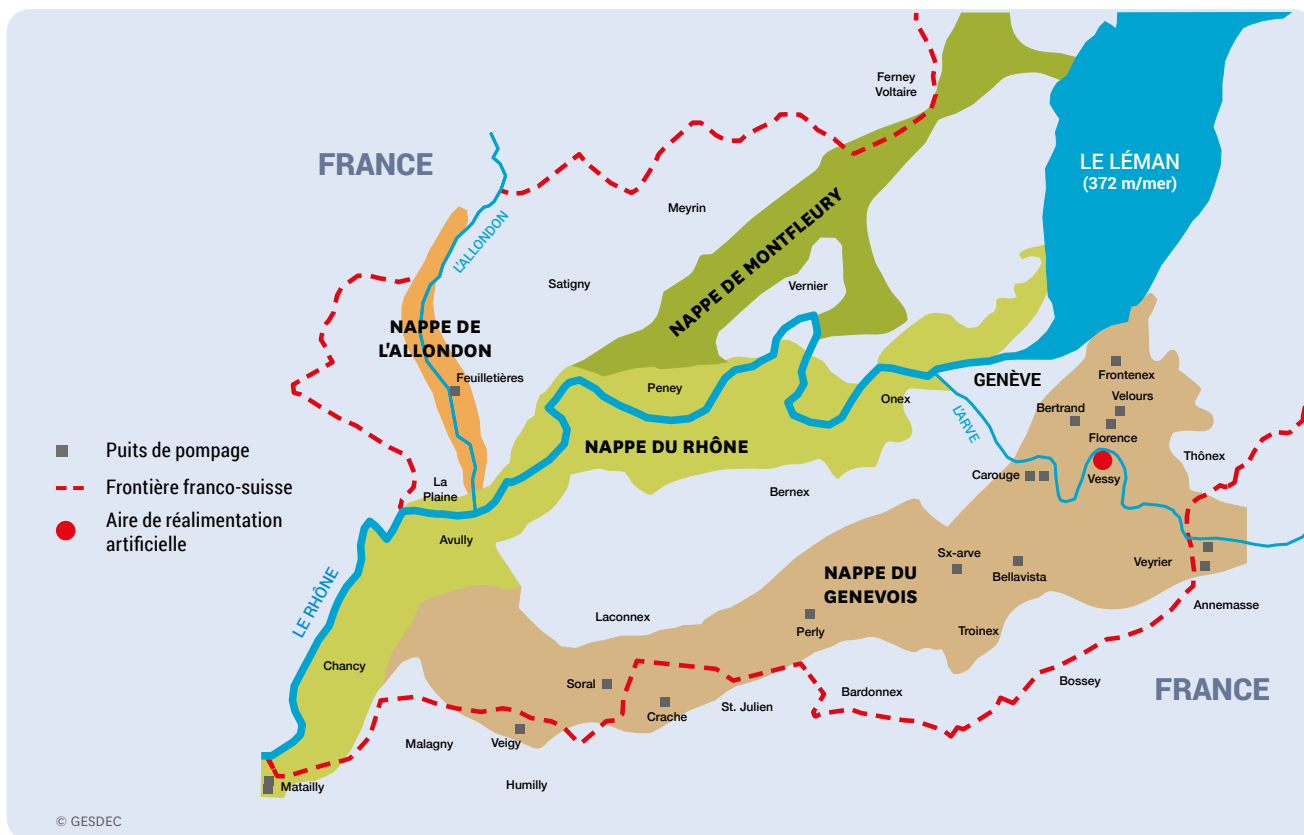 Ferney
Voltaire
FRANCE
LE LÉMAN
(372 m/mer)
Meyrin
L'ALLONDON
NAPPE DE MONTFLEURY
Satigny
Vernier
NAPPE DE
L'ALLONDON
Feuilletières
Peney
GENÈVE
Frontenex
Onex
Velours
Bertrand
L'ARVE
Florence
NAPPE DU RHÔNE
Puits de pompage
Thônex
Carouge
Vessy
La
Plaine
Frontière franco-suisse
Bernex
Aire de réalimentation
artificielle
Avully
Sx-arve
Bellavista
Veyrier
NAPPE DU
GENEVOIS
LE RHÔNE
Annemasse
Laconnex
Perly
Troinex
Chancy
Soral
Bossey
FRANCE
Bardonnex
St. Julien
Crache
Malagny
Veigy
Matailly
Humilly
© GESDEC